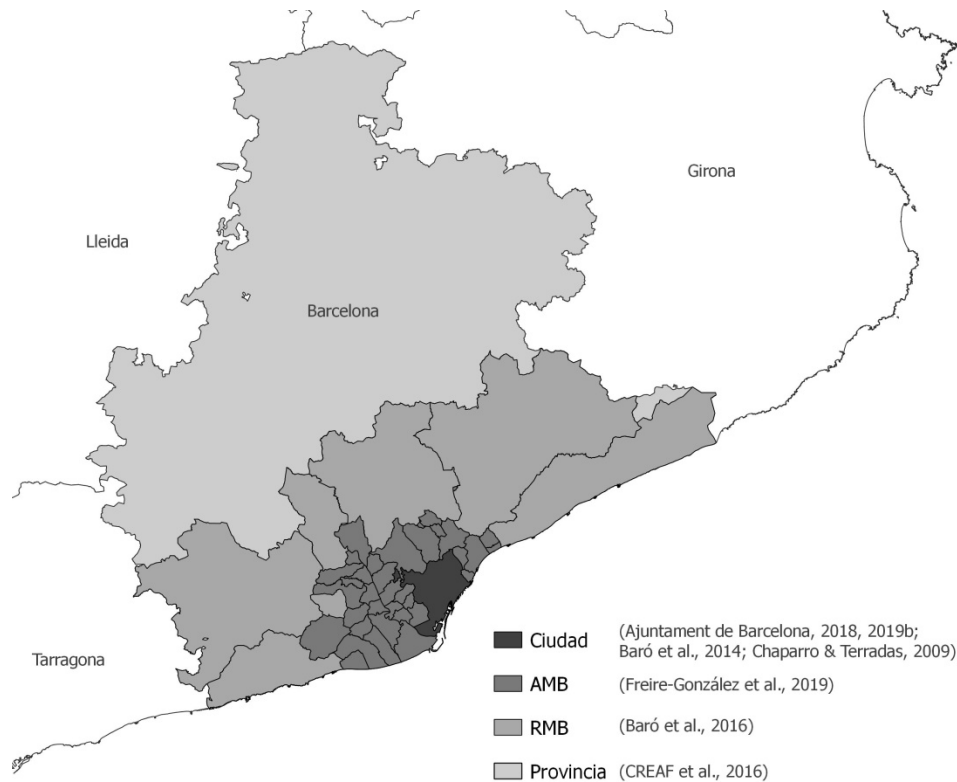 Girona
Lleida
Barcelona
Tarragona
Ciudad (Ajuntament de Barcelona, 2018, 2019b;
Baró et al., 2014; Chaparro & Terradas, 2009)
AMB (Freire-González et al., 2019)
RMB (Baró et al., 2016)
Provincia (CREAF et al., 2016)